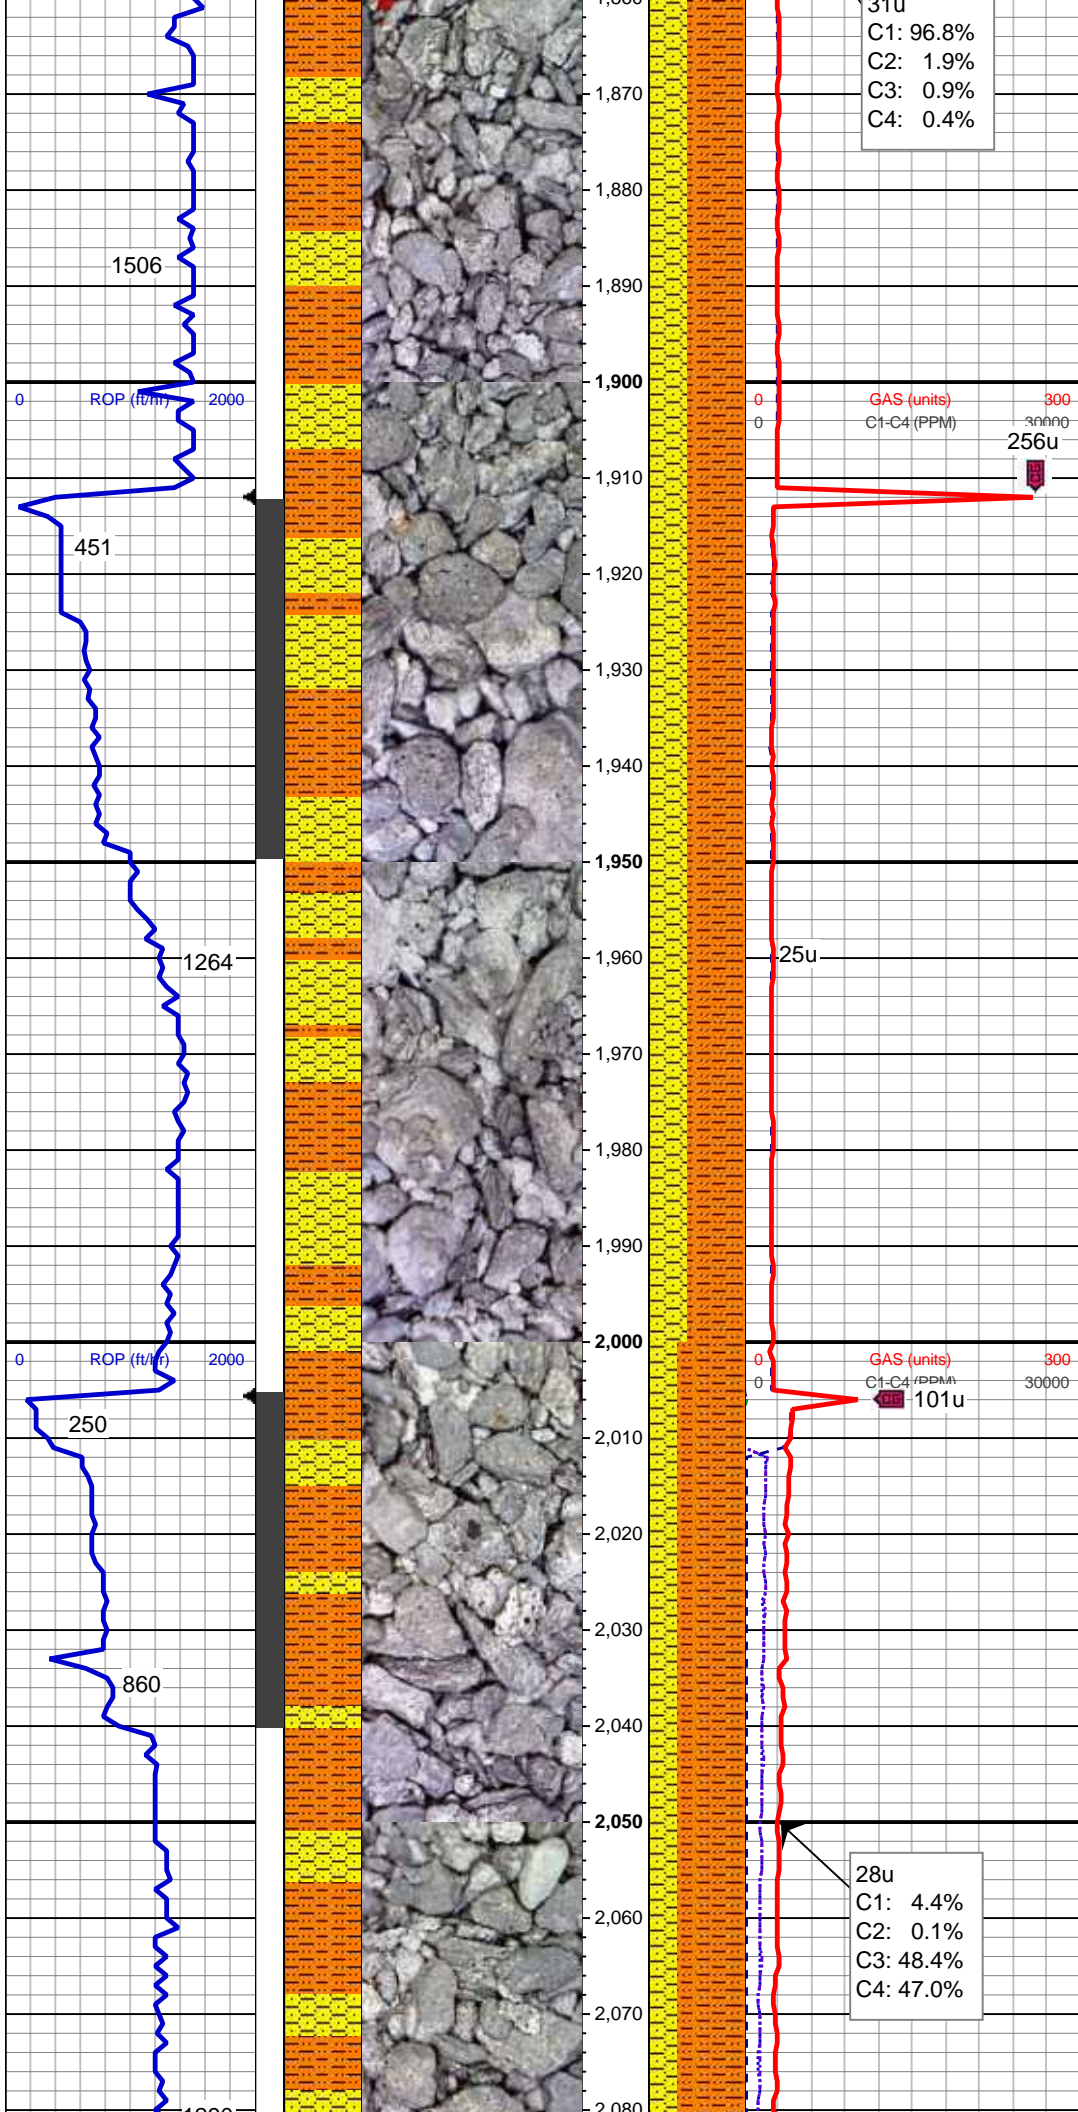 31u
C1: 96.8%
C2: 1.9%
C3: 0.9%
C4: 0.4%
1,870
1,880
1506
1,890
1,900
0 ROP (ft/hr) 2000
0 GAS (units) 300
0 C1-C4 (PPM) 30000
256u
1,910
451
1,920
1,930
1,940
1,950
1264
1,960
25u
1,970
1,980
1,990
2,000
0 ROP (ft/hr) 2000
0 GAS (units) 300
0 C1-C4 (PPM) 30000
CG 101u
250
2,010
2,020
2,030
860
2,040
2,050
28u
C1: 4.4%
C2: 0.1%
C3: 48.4%
C4: 47.0%
2,060
2,070
2,080